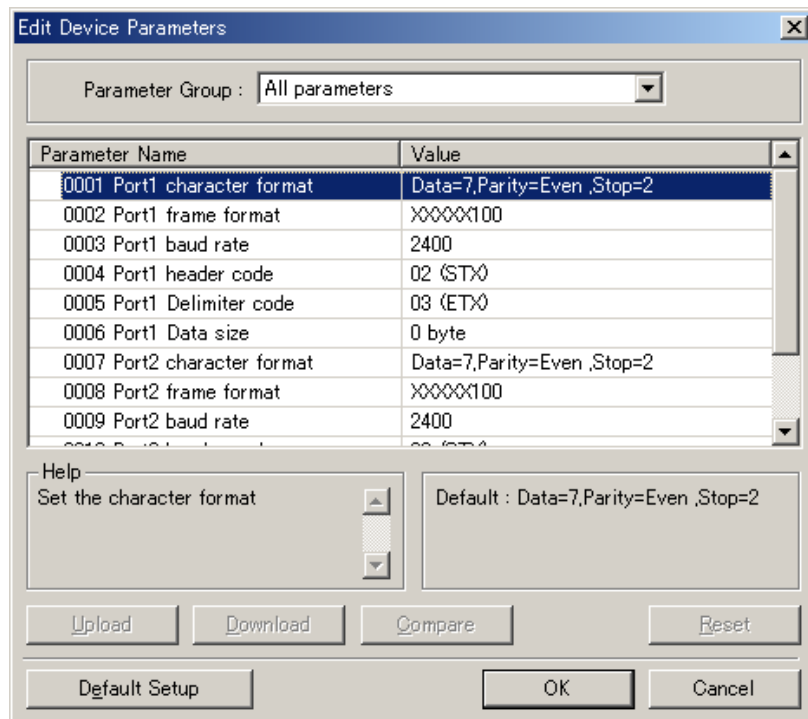 Edit Device Parameters
Parameter Group : All parameters
Parameter Name Value
0001 Port1 character format Data=7,Parity=Even ,Stop=2
0002 Port1 frame format XXXXX100
0003 Port1 baud rate 2400
0004 Port1 header code 02 (STX)
0005 Port1 Delimiter code 03 (ETX)
0006 Port1 Data size 0 byte
0007 Port2 character format Data=7,Parity=Even ,Stop=2
0008 Port2 frame format XXXXX100
0009 Port2 baud rate 2400
Help
Set the character format
Default : Data=7,Parity=Even ,Stop=2
Upload Download Compare Reset
Default Setup OK Cancel